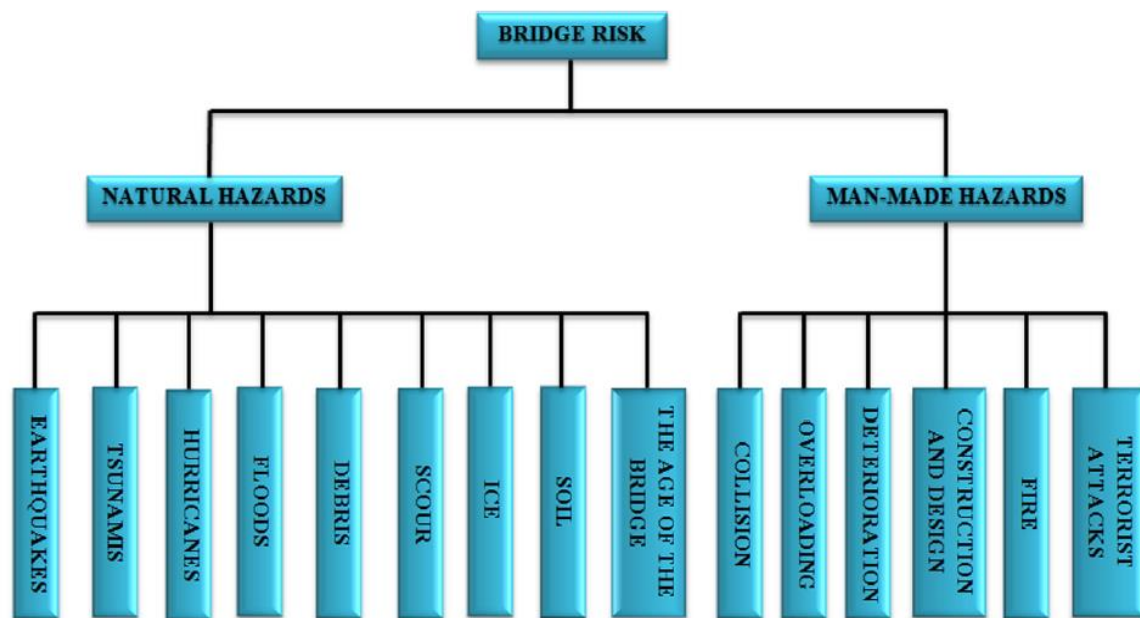 BRIDGE RISK
NATURAL HAZARDS
MAN-MADE HAZARDS
EARTHQUAKES
TSUNAMIS
HURRICANES
FLOODS
DEBRIS
SCOUR
ICE
SOIL
THE AGE OF THE
BRIDGE
COLLISION
OVERLOADING
DETERIORATION
CONSTRUCTION
AND DESIGN
FIRE
TERRORIST
ATTACKS